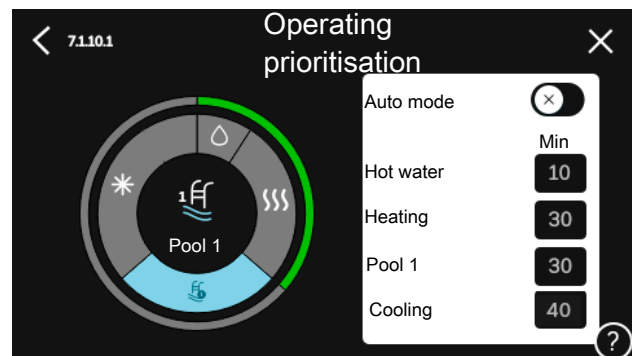 7.1.10.1
Operating
prioritisation
Auto mode
Min
Hot water 10
Heating 30
Pool 1 30
Cooling 40
1
Pool 1
1
?